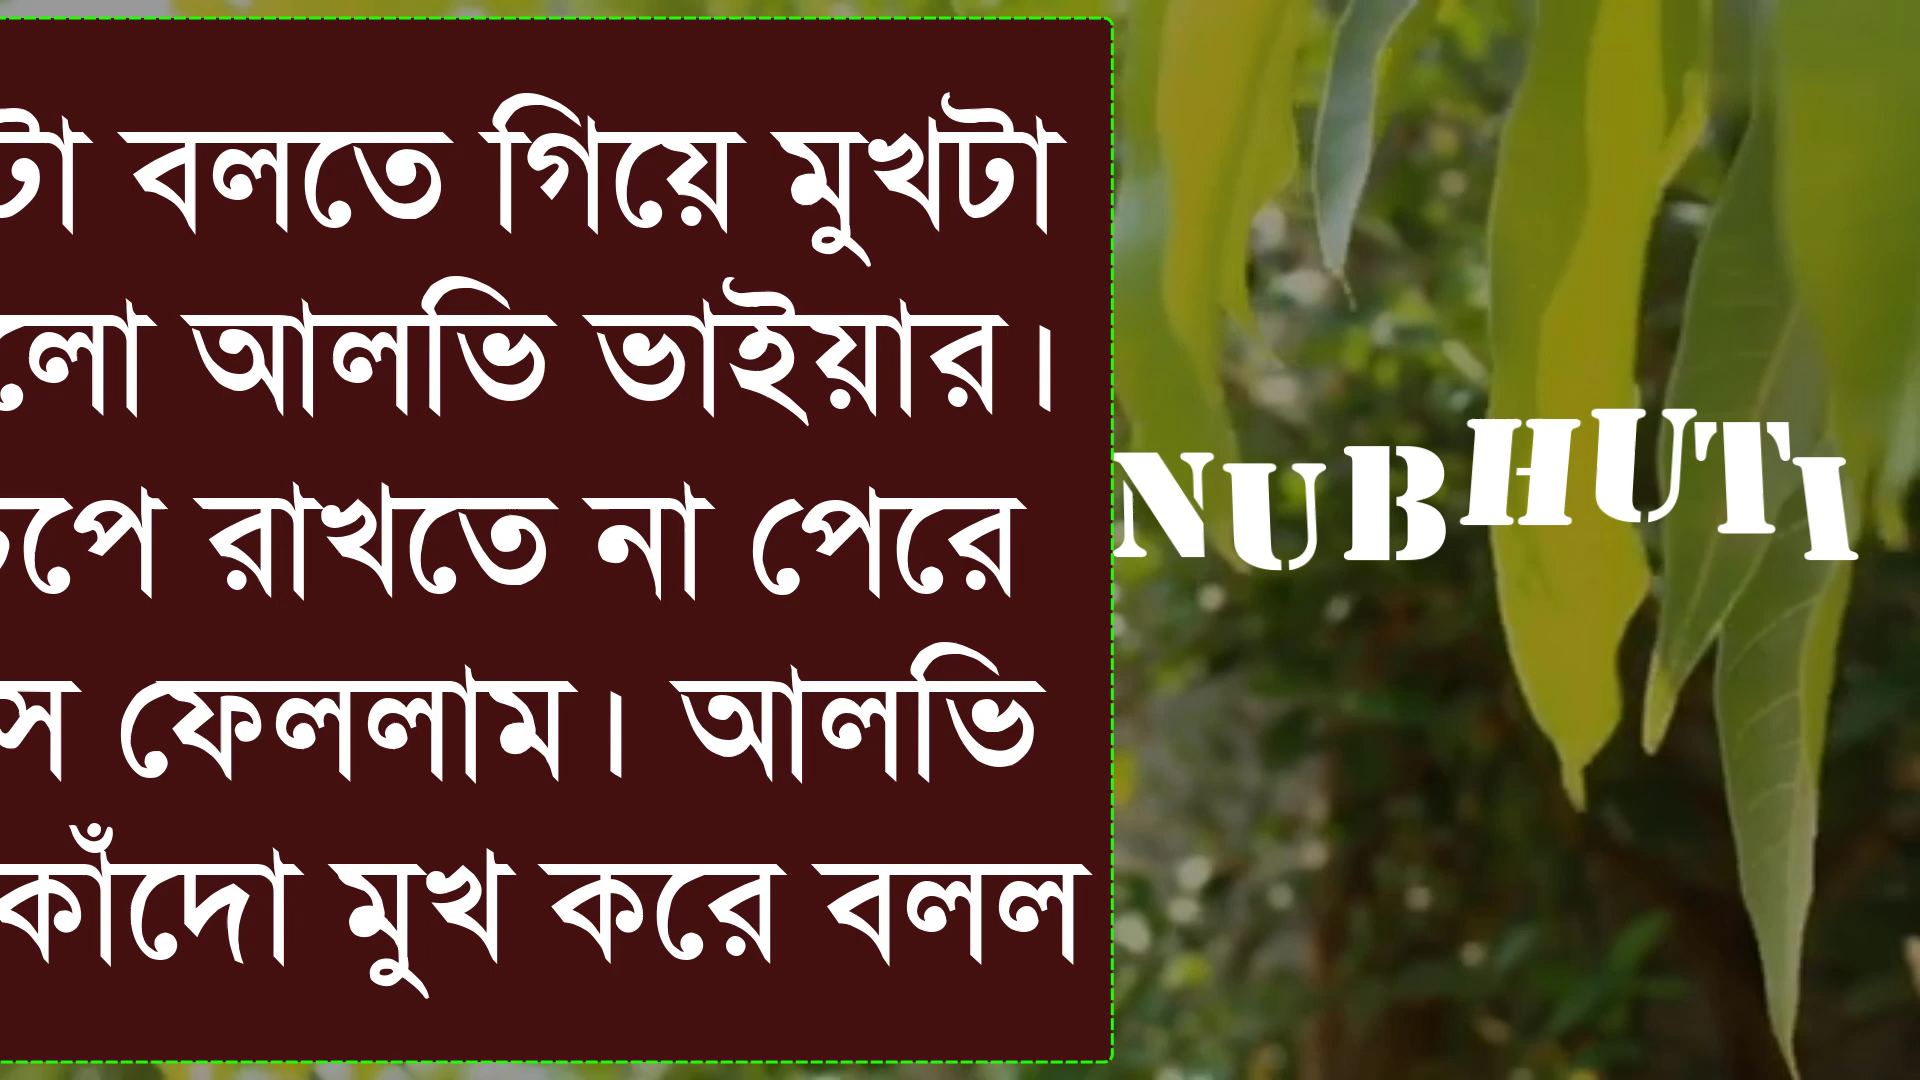 টা বলতে গিয়ে মুখটা
লো আলভি ভাইয়ার।
পে রাখতে না পেরে
স ফেললাম। আলভি
কাঁদো মুখ করে বলল
NUBHUTI